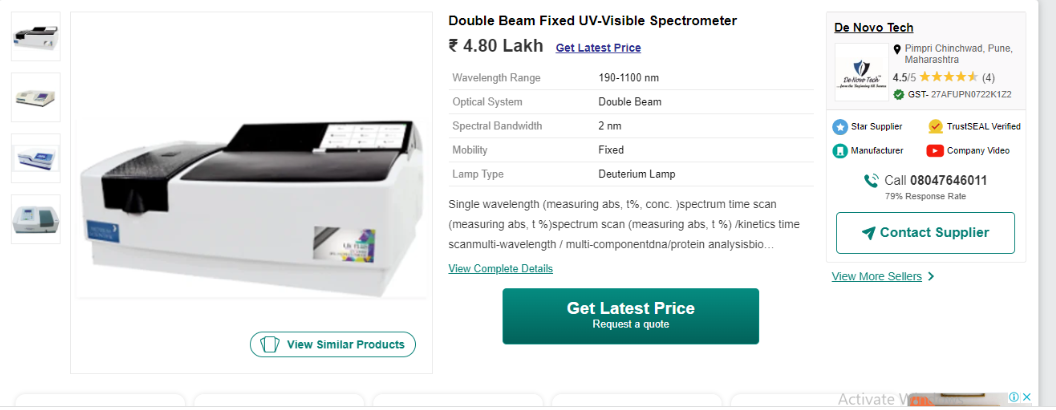 Double Beam Fixed UV-Visible Spectrometer
₹ 4.80 Lakh Get Latest Price
Wavelength Range 190-1100 nm
Optical System Double Beam
Spectral Bandwidth 2 nm
Mobility Fixed
Lamp Type Deuterium Lamp
Single wavelength (measuring abs, t%, conc. )spectrum time scan
(measuring abs, t %)spectrum scan (measuring abs, t %) /kinetics time
scanmulti-wavelength / multi-componentdna/protein analysisbio...
View Complete Details
Get Latest Price
Request a quote
View Similar Products
De Novo Tech
De Novo Tech
Pimpri Chinchwad, Pune,
Maharashtra
4.5/5 (4)
GST- 27AFUPN0722K1Z2
Star Supplier TrustSEAL Verified
Manufacturer Company Video
Call 08047646011
79% Response Rate
Contact Supplier
View More Sellers
Activate